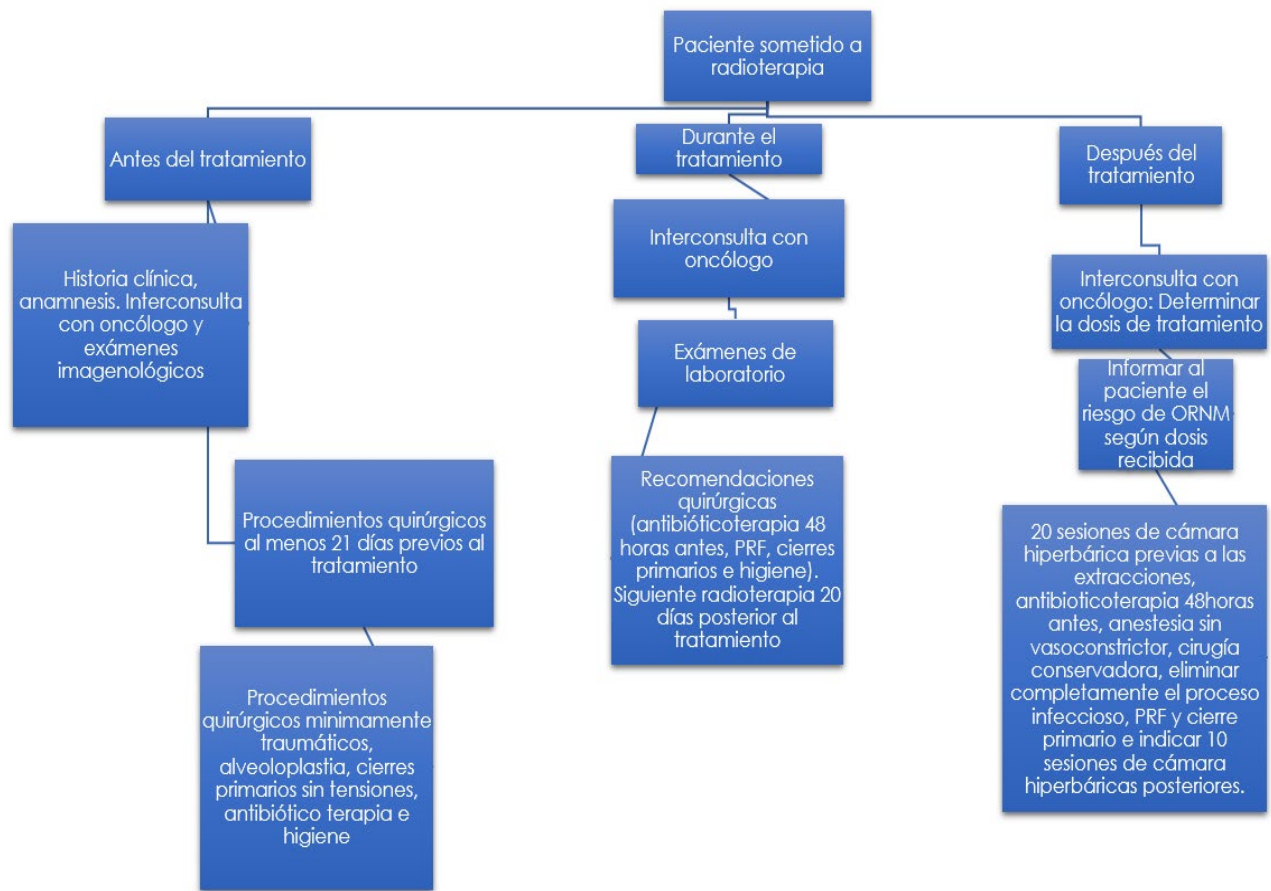 Paciente sometido a
radioterapia
Antes del tratamiento
Historia clínica,
anamnesis. Interconsulta
con oncólogo y
exámenes
imagenológicos
Procedimientos quirúrgicos
al menos 21 días previos al
tratamiento
Procedimientos
quirúrgicos minimamente
traumáticos,
alveoloplastia, cierres
primarios sin tensiones,
antibiótico terapia e
higiene
Durante el
tratamiento
Interconsulta con
oncólogo
Exámenes de
laboratorio
Recomendaciones
quirúrgicas
(antibióticoterapia 48
horas antes, PRF, cierres
primarios e higiene).
Siguiente radioterapia 20
días posterior al
tratamiento
Después del
tratamiento
Interconsulta con
oncólogo: Determinar
la dosis de tratamiento
Informar al
paciente el
riesgo de ORNM
según dosis
recibida
20 sesiones de cámara
hiperbárica previas a las
extracciones,
antibioticoterapia 48horas
antes, anestesia sin
vasoconstrictor, cirugía
conservadora, eliminar
completamente el proceso
infeccioso, PRF y cierre
primario e indicar 10
sesiones de cámara
hiperbáricas posteriores.